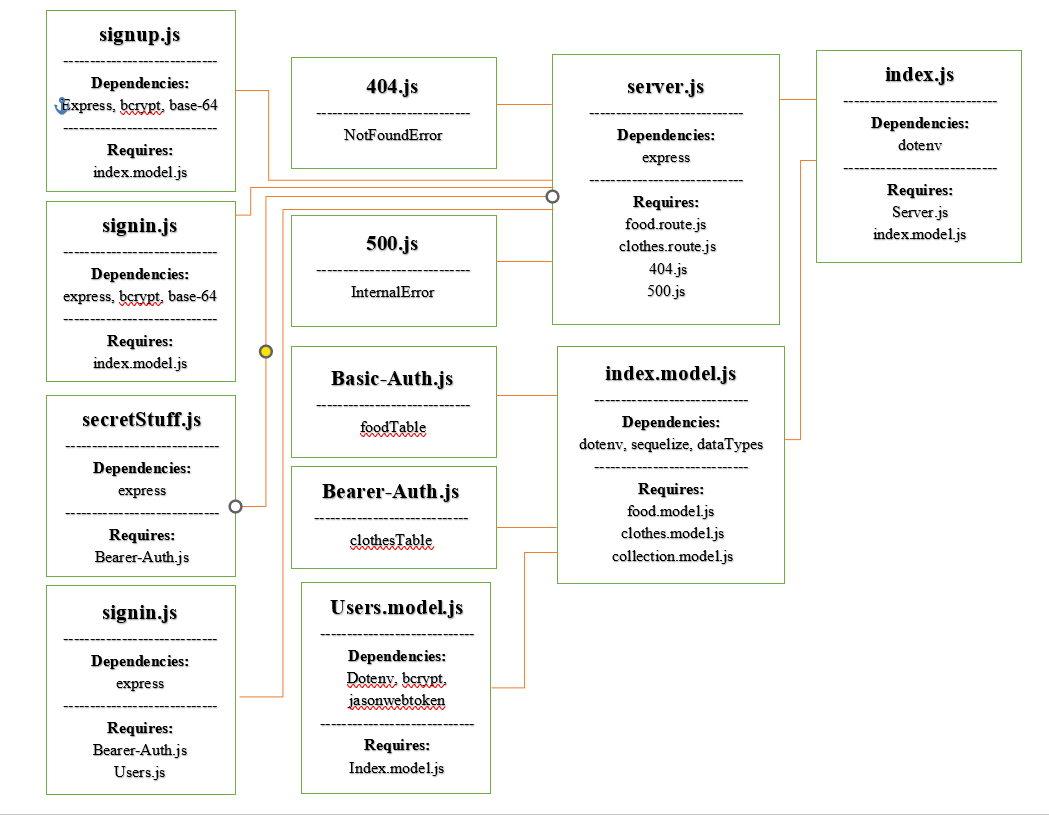 signup.js
----------------------------
Dependencies:
Express, bcrypt, base-64
----------------------------
Requires:
index.model.js
signin.js
----------------------------
Dependencies:
express, bcrypt, base-64
----------------------------
Requires:
index.model.js
secretStuff.js
----------------------------
Dependencies:
express
----------------------------
Requires:
Bearer-Auth.js
signin.js
----------------------------
Dependencies:
express
----------------------------
Requires:
Bearer-Auth.js
Users.js
404.js
----------------------------
NotFoundError
500.js
----------------------------
InternalError
Basic-Auth.js
----------------------------
foodTable
Bearer-Auth.js
----------------------------
clothesTable
Users.model.js
----------------------------
Dependencies:
Dotenv, bcrypt,
jasonwebtoken
----------------------------
Requires:
Index.model.js
server.js
----------------------------
Dependencies:
express
----------------------------
Requires:
food.route.js
clothes.route.js
404.js
500.js
index.model.js
----------------------------
Dependencies:
dotenv, sequelize, dataTypes
----------------------------
Requires:
food.model.js
clothes.model.js
collection.model.js
index.js
----------------------------
Dependencies:
dotenv
----------------------------
Requires:
Server.js
index.model.js